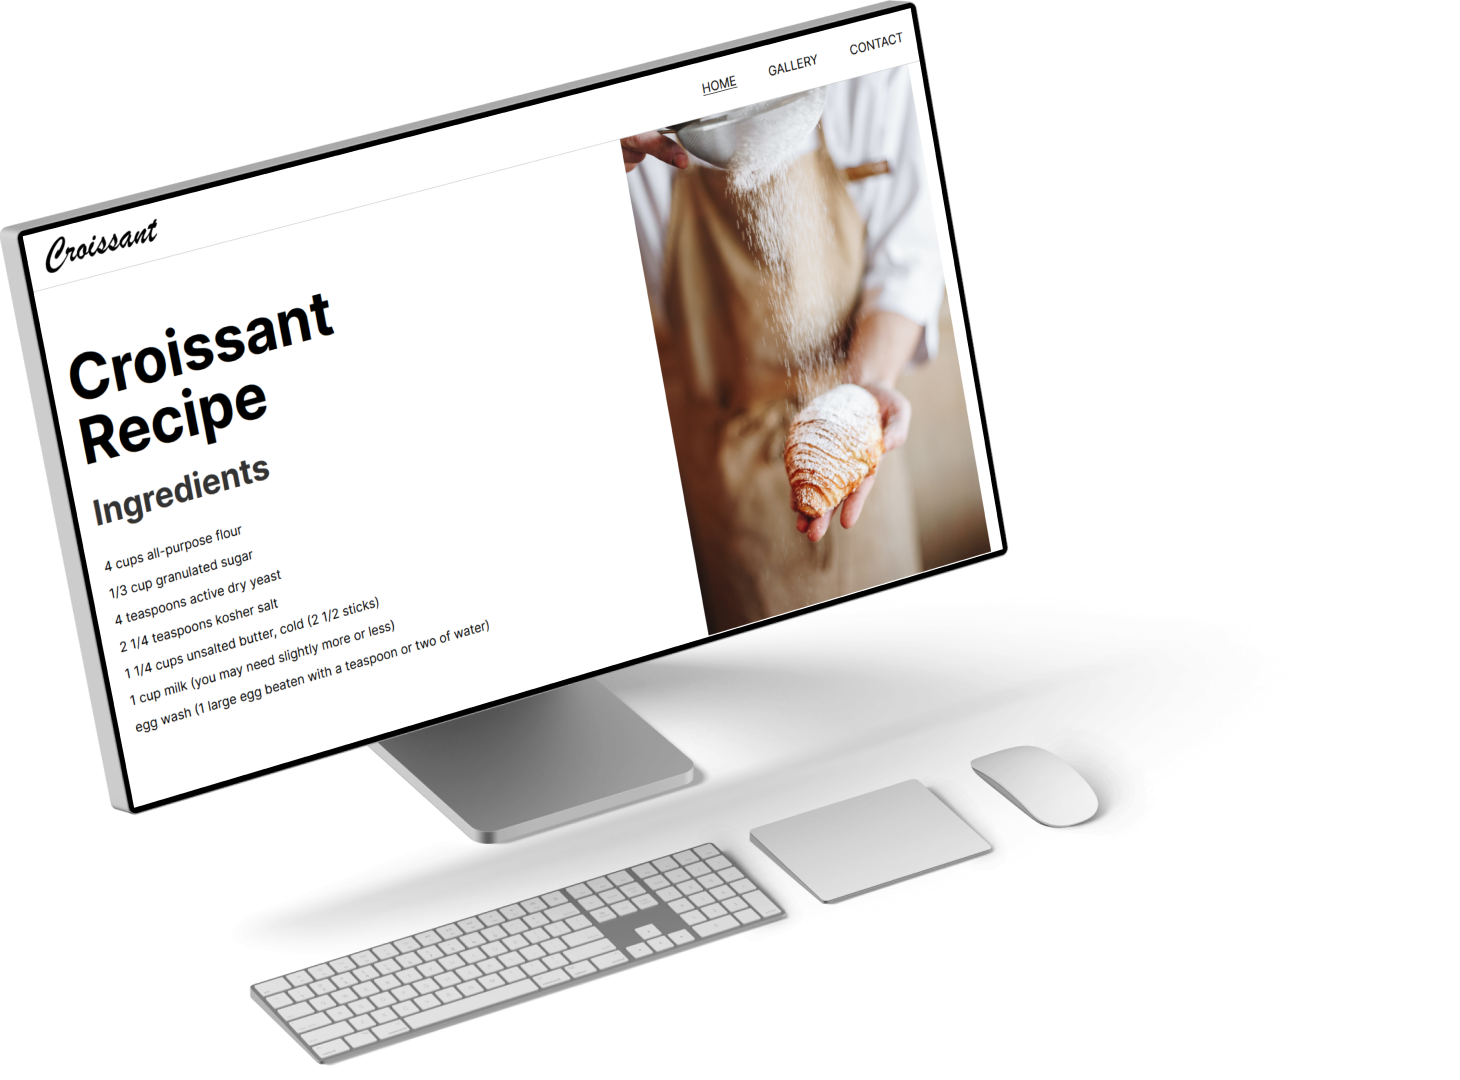 Croissant
HOME
GALLERY
CONTACT
Croissant
Recipe
Ingredients
4 cups all-purpose flour
1/3 cup granulated sugar
4 teaspoons active dry yeast
2 1/4 teaspoons kosher salt
1 1/4 cups unsalted butter, cold (2 1/2 sticks)
1 cup milk (you may need slightly more or less)
egg wash (1 large egg beaten with a teaspoon or two of water)